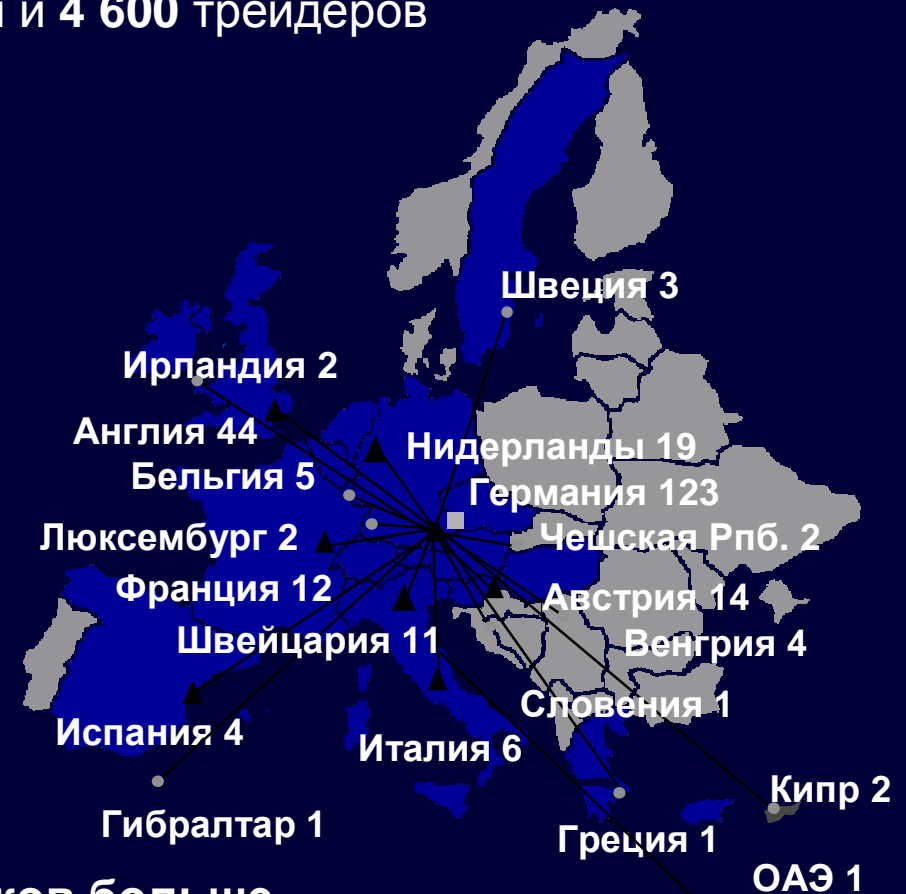 и 4 600 трейдеров
Швеция 3
Ирландия 2
Англия 44
Нидерланды 19
Бельгия 5
Германия 123
Люксембург 2
Чешская Рпб. 2
Франция 12
Австрия 14
Швейцария 11
Венгрия 4
Словения 1
Испания 4
Италия 6
Кипр 2
Гибралтар 1
Греция 1
ОАЭ 1
больше